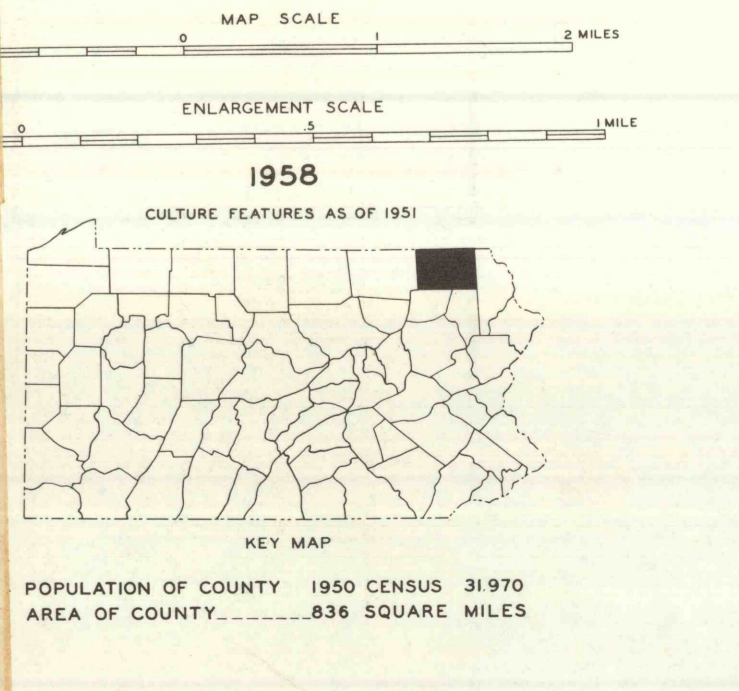 MAP SCALE
0 1 2 MILES
ENLARGEMENT SCALE
0 .5 1 MILE
1958
CULTURE FEATURES AS OF 1951
KEY MAP
POPULATION OF COUNTY 1950 CENSUS 31.970
AREA OF COUNTY_______836 SQUARE MILES